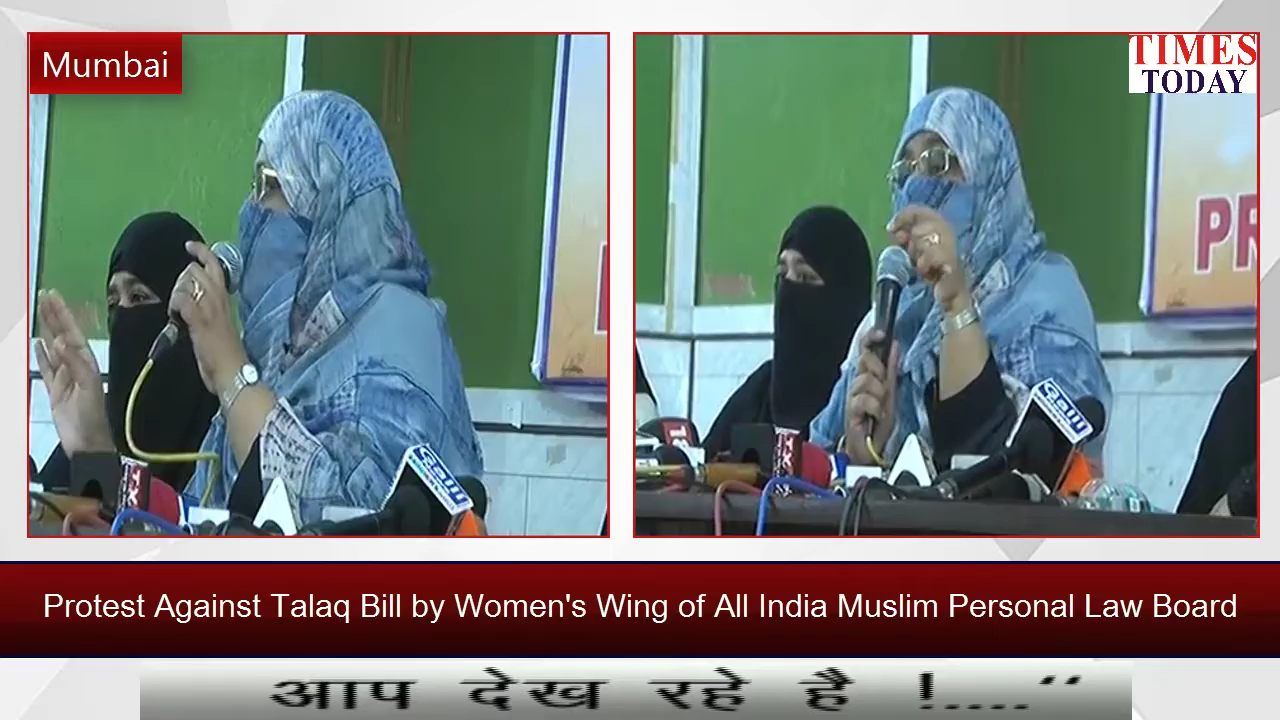 Mumbai
TIMES
TODAY
PR
Protest Against Talaq Bill by Women's Wing of All India Muslim Personal Law Board
आप देख रहे है !....“